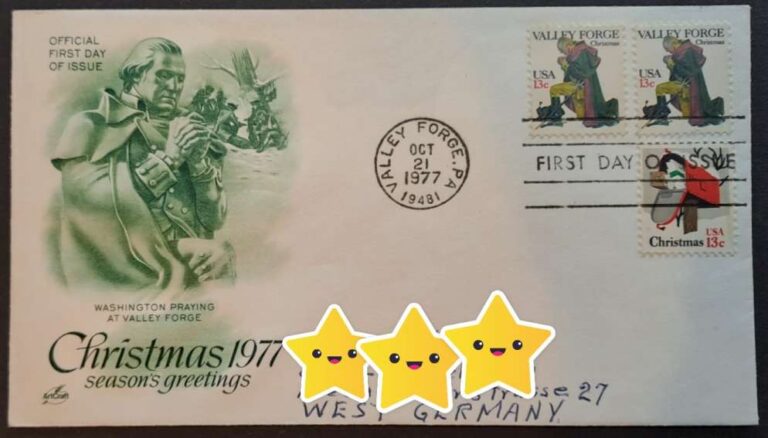 OFFICIAL
FIRST DAY
OF ISSUE
WASHINGTON PRAYING
AT VALLEY FORGE
Christmas 1977
season's greetings
ArtCraft
VALLEY FORGE, PA
OCT
21
1977
19481
VALLEY FORGE
Christmas
USA
13c
VALLEY FORGE
Christmas
USA
13c
FIRST DAY OF ISSUE
USA
Christmas 13c
27
WEST GERMANY